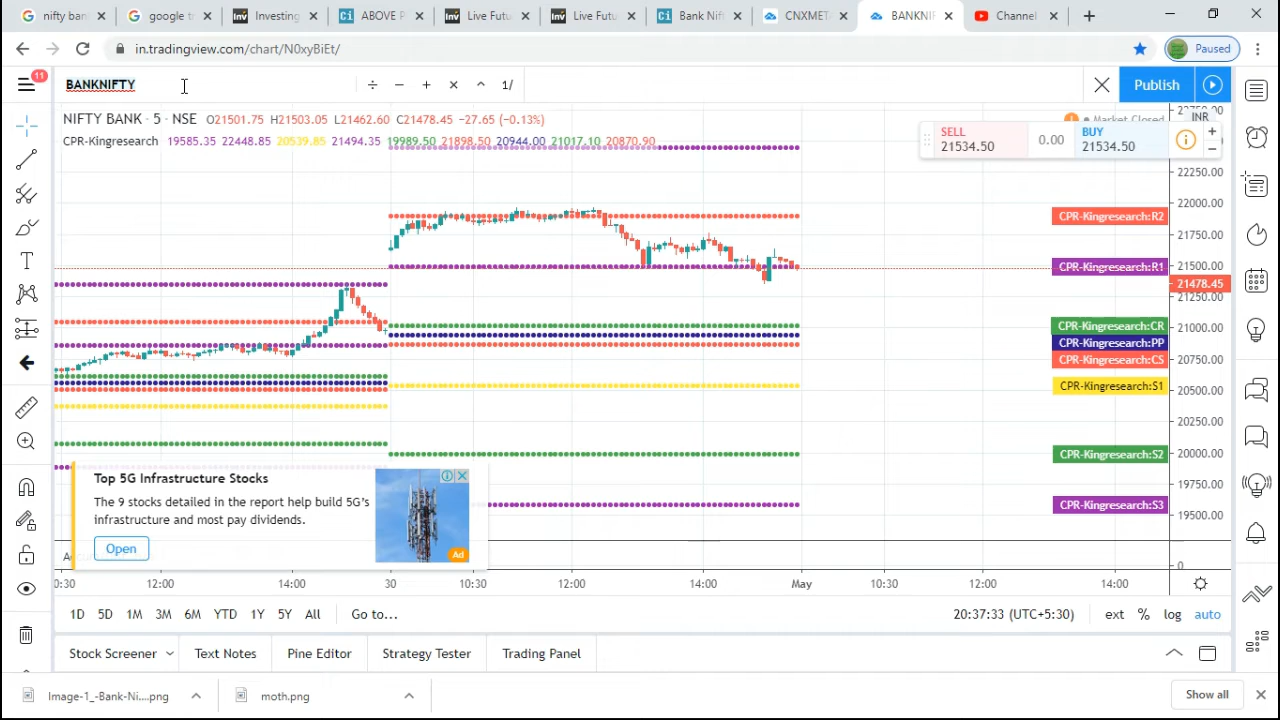 nifty banl
google tr
Investing
ABOVE P
Live Futu
Live Futu
Bank Nif
CNXMET
BANKNIF
Channel
in.tradingview.com/chart/N0xyBiEt/
Paused
11
BANKNIFTY
÷ − + × ^ 1/
Publish
NIFTY BANK · 5 · NSE O21501.75 H21503.05 L21462.60 C21478.45 −27.65 (−0.13%)
Market Closed
INR
CPR-Kingresearch 19585.35 22448.85 20539.85 21494.35 19989.50 21898.50 20944.00 21017.10 20870.90
SELL
21534.50
0.00
BUY
21534.50
22250.00
22000.00
21750.00
21500.00
21250.00
21000.00
20750.00
20500.00
20250.00
20000.00
19750.00
19500.00
0
CPR-Kingresearch:R2
CPR-Kingresearch:R1
21478.45
CPR-Kingresearch:CR
CPR-Kingresearch:PP
CPR-Kingresearch:CS
CPR-Kingresearch:S1
CPR-Kingresearch:S2
CPR-Kingresearch:S3
Top 5G Infrastructure Stocks
The 9 stocks detailed in the report help build 5G's
infrastructure and most pay dividends.
Open
Ad
0:30 12:00 14:00 30 10:30 12:00 14:00 May 10:30 12:00 14:00
1D 5D 1M 3M 6M YTD 1Y 5Y All Go to... 20:37:33 (UTC+5:30) ext % log auto
Stock Screener Text Notes Pine Editor Strategy Tester Trading Panel
Image-1_-Bank-Ni....png
moth.png
Show all